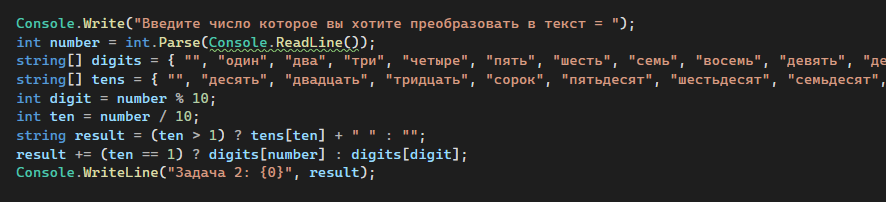 Console.Write("Введите число которое вы хотите преобразовать в текст = ");
int number = int.Parse(Console.ReadLine());
string[] digits = { "", "один", "два", "три", "четыре", "пять", "шесть", "семь", "восемь", "девять", "де
string[] tens = { "", "десять", "двадцать", "тридцать", "сорок", "пятьдесят", "шестьдесят", "семьдесят",
int digit = number % 10;
int ten = number / 10;
string result = (ten > 1) ? tens[ten] + " " : "";
result += (ten == 1) ? digits[number] : digits[digit];
Console.WriteLine("Задача 2: {0}", result);